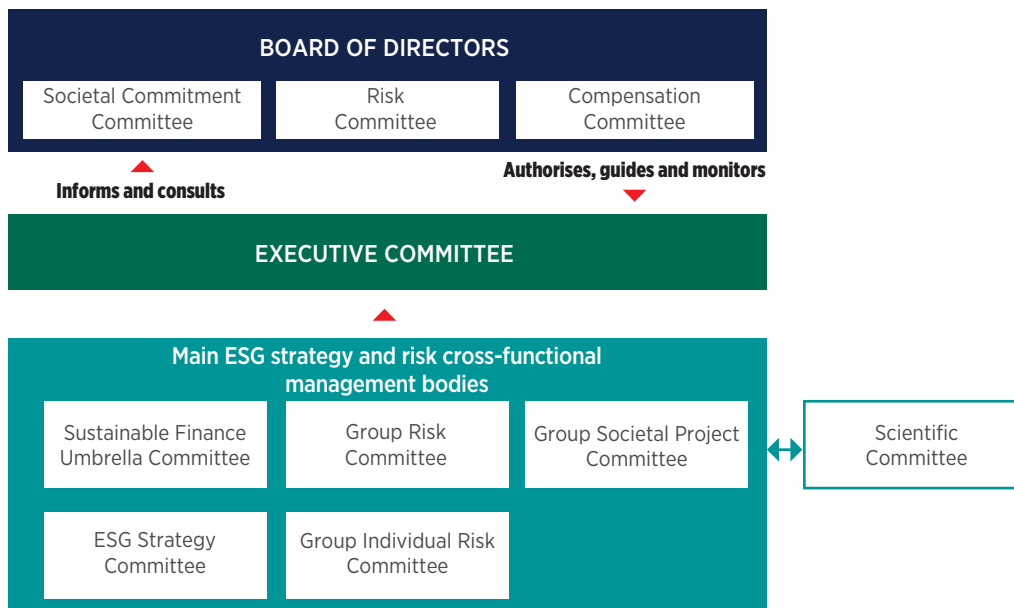 BOARD OF DIRECTORS
Societal Commitment
Committee
Risk
Committee
Compensation
Committee
Informs and consults
Authorises, guides and monitors
EXECUTIVE COMMITTEE
Main ESG strategy and risk cross-functional
management bodies
Sustainable Finance
Umbrella Committee
Group Risk
Committee
Group Societal Project
Committee
Scientific
Committee
ESG Strategy
Committee
Group Individual Risk
Committee